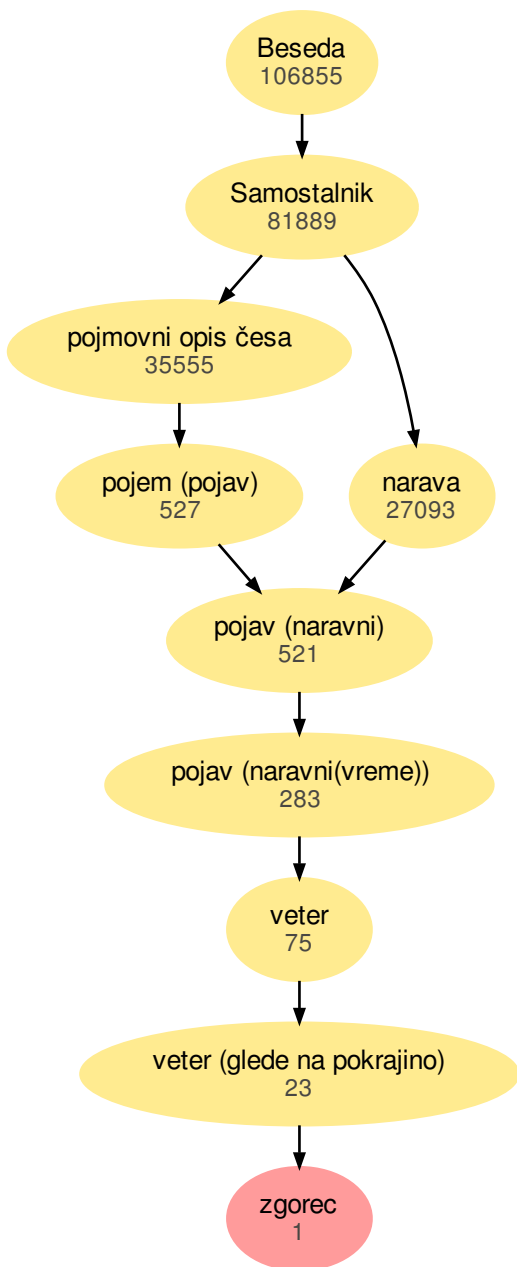 Beseda
106855
Samostalnik
81889
pojmovni opis česa
35555
pojem (pojav)
527
narava
27093
pojav (naravni)
521
pojav (naravni(vreme))
283
veter
75
veter (glede na pokrajino)
23
zgorec
1